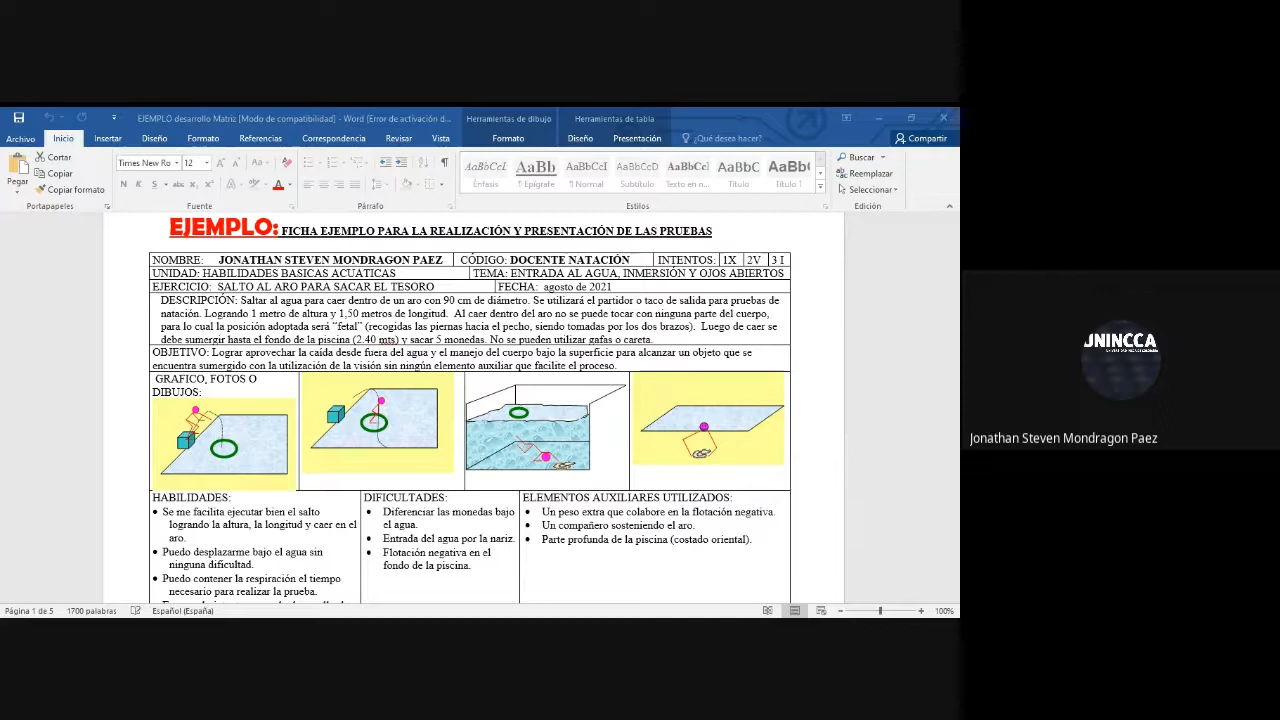 EJEMPLO desarrollo Matriz [Modo de compatibilidad] - Word (Error de activación d...
Herramientas de dibujo
Herramientas de tabla
Archivo
Inicio
Insertar
Diseño
Formato
Referencias
Correspondencia
Revisar
Vista
Formato
Diseño
Presentación
¿Qué desea hacer?
Compartir
Pegar
Cortar
Copiar
Copiar formato
Portapapeles
Times New Ro
12
N K S abc x₂ x²
Fuente
Párrafo
AaBbCcI AaBb AaBbCcI AaBbCcD AaBbCcI AaBbC AaBb(
Énfasis
¶ Epígrafe
¶ Normal
Subtítulo
Texto en n...
Título
Título 1
Estilos
Buscar
Reemplazar
Seleccionar
Edición
EJEMPLO: FICHA EJEMPLO PARA LA REALIZACIÓN Y PRESENTACIÓN DE LAS PRUEBAS
NOMBRE: JONATHAN STEVEN MONDRAGON PAEZ CÓDIGO: DOCENTE NATACIÓN INTENTOS: 1X 2V 3 I
UNIDAD: HABILIDADES BASICAS ACUATICAS TEMA: ENTRADA AL AGUA, INMERSIÓN Y OJOS ABIERTOS
EJERCICIO: SALTO AL ARO PARA SACAR EL TESORO FECHA: agosto de 2021
DESCRIPCIÓN: Saltar al agua para caer dentro de un aro con 90 cm de diámetro. Se utilizará el partidor o taco de salida para pruebas de
natación. Logrando 1 metro de altura y 1,50 metros de longitud. Al caer dentro del aro no se puede tocar con ninguna parte del cuerpo,
para lo cual la posición adoptada será “fetal” (recogidas las piernas hacia el pecho, siendo tomadas por los dos brazos). Luego de caer se
debe sumergir hasta el fondo de la piscina (2.40 mts) y sacar 5 monedas. No se pueden utilizar gafas o careta.
OBJETIVO: Lograr aprovechar la caída desde fuera del agua y el manejo del cuerpo bajo la superficie para alcanzar un objeto que se
encuentra sumergido con la utilización de la visión sin ningún elemento auxiliar que facilite el proceso.
GRAFICO, FOTOS O
DIBUJOS:
HABILIDADES:
• Se me facilita ejecutar bien el salto
logrando la altura, la longitud y caer en el
aro.
• Puedo desplazarme bajo el agua sin
ninguna dificultad.
• Puedo contener la respiración el tiempo
necesario para realizar la prueba.
DIFICULTADES:
• Diferenciar las monedas bajo
el agua.
• Entrada del agua por la nariz.
• Flotación negativa en el
fondo de la piscina.
ELEMENTOS AUXILIARES UTILIZADOS:
• Un peso extra que colabore en la flotación negativa.
• Un compañero sosteniendo el aro.
• Parte profunda de la piscina (costado oriental).
Página 1 de 5
1700 palabras
Español (España)
100%
UNINCCA
Jonathan Steven Mondragon Paez